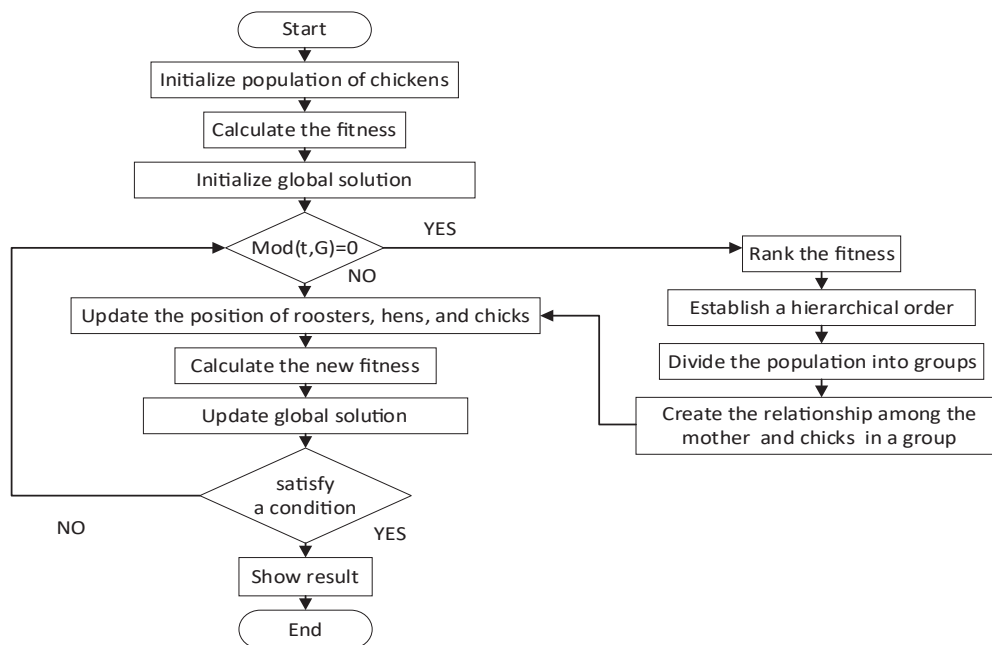 Start
Initialize population of chickens
Calculate the fitness
Initialize global solution
Mod(t,G)=0
YES
NO
Rank the fitness
Establish a hierarchical order
Divide the population into groups
Create the relationship among the
mother and chicks in a group
Update the position of roosters, hens, and chicks
Calculate the new fitness
Update global solution
satisfy
a condition
NO
YES
Show result
End